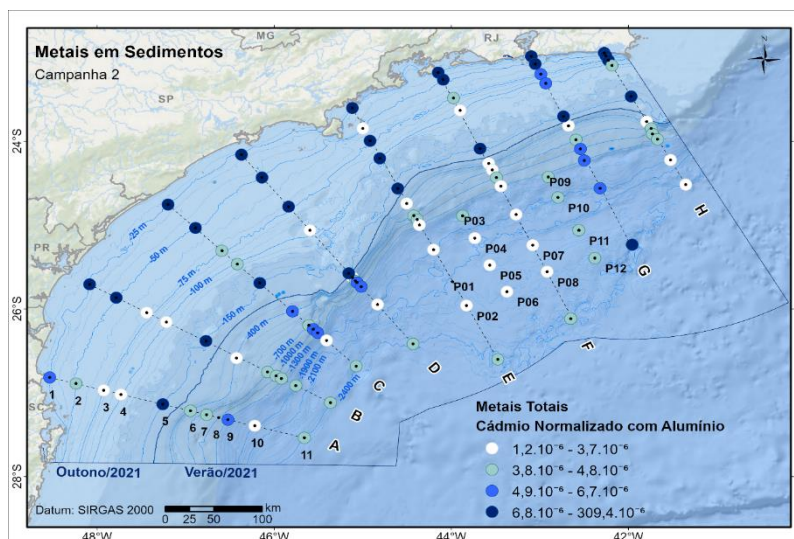 MG
RJ
Metais em Sedimentos
Campanha 2
SP
24°S
24°S
-25 m
-50 m
P09
H
P10
-75 m
P03
-100 m
P04
P11
PR
P07
G
P12
-150 m
P05
P08
26°S
P01
P06
26°S
-400 m
P02
F
D
-700 m
-1000 m
-1300 m
-1900 m
-2100 m
E
C
-2400 m
SC
1 2 3 4 5 6 7 8 9 10 11
B
A
Metais Totais
Cádmio Normalizado com Alumínio
1,2.10⁻⁶ - 3,7.10⁻⁶
3,8.10⁻⁶ - 4,8.10⁻⁶
4,9.10⁻⁶ - 6,7.10⁻⁶
6,8.10⁻⁶ - 309,4.10⁻⁶
Outono/2021 Verão/2021
28°S
28°S
Datum: SIRGAS 2000
0 25 50 100
km
48°W 46°W 44°W 42°W